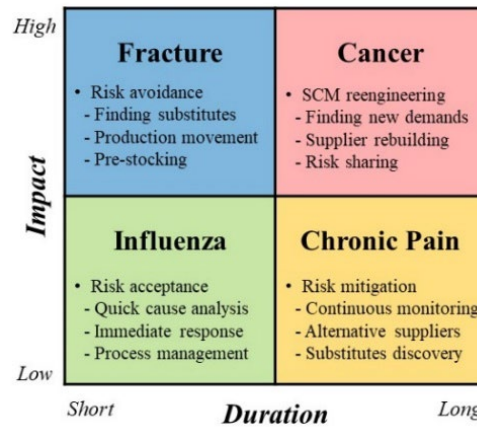 High
Fracture
• Risk avoidance
- Finding substitutes
- Production movement
- Pre-stocking
Cancer
• SCM reengineering
- Finding new demands
- Supplier rebuilding
- Risk sharing
Impact
Influenza
• Risk acceptance
- Quick cause analysis
- Immediate response
- Process management
Chronic Pain
• Risk mitigation
- Continuous monitoring
- Alternative suppliers
- Substitutes discovery
Low
Short
Duration
Long